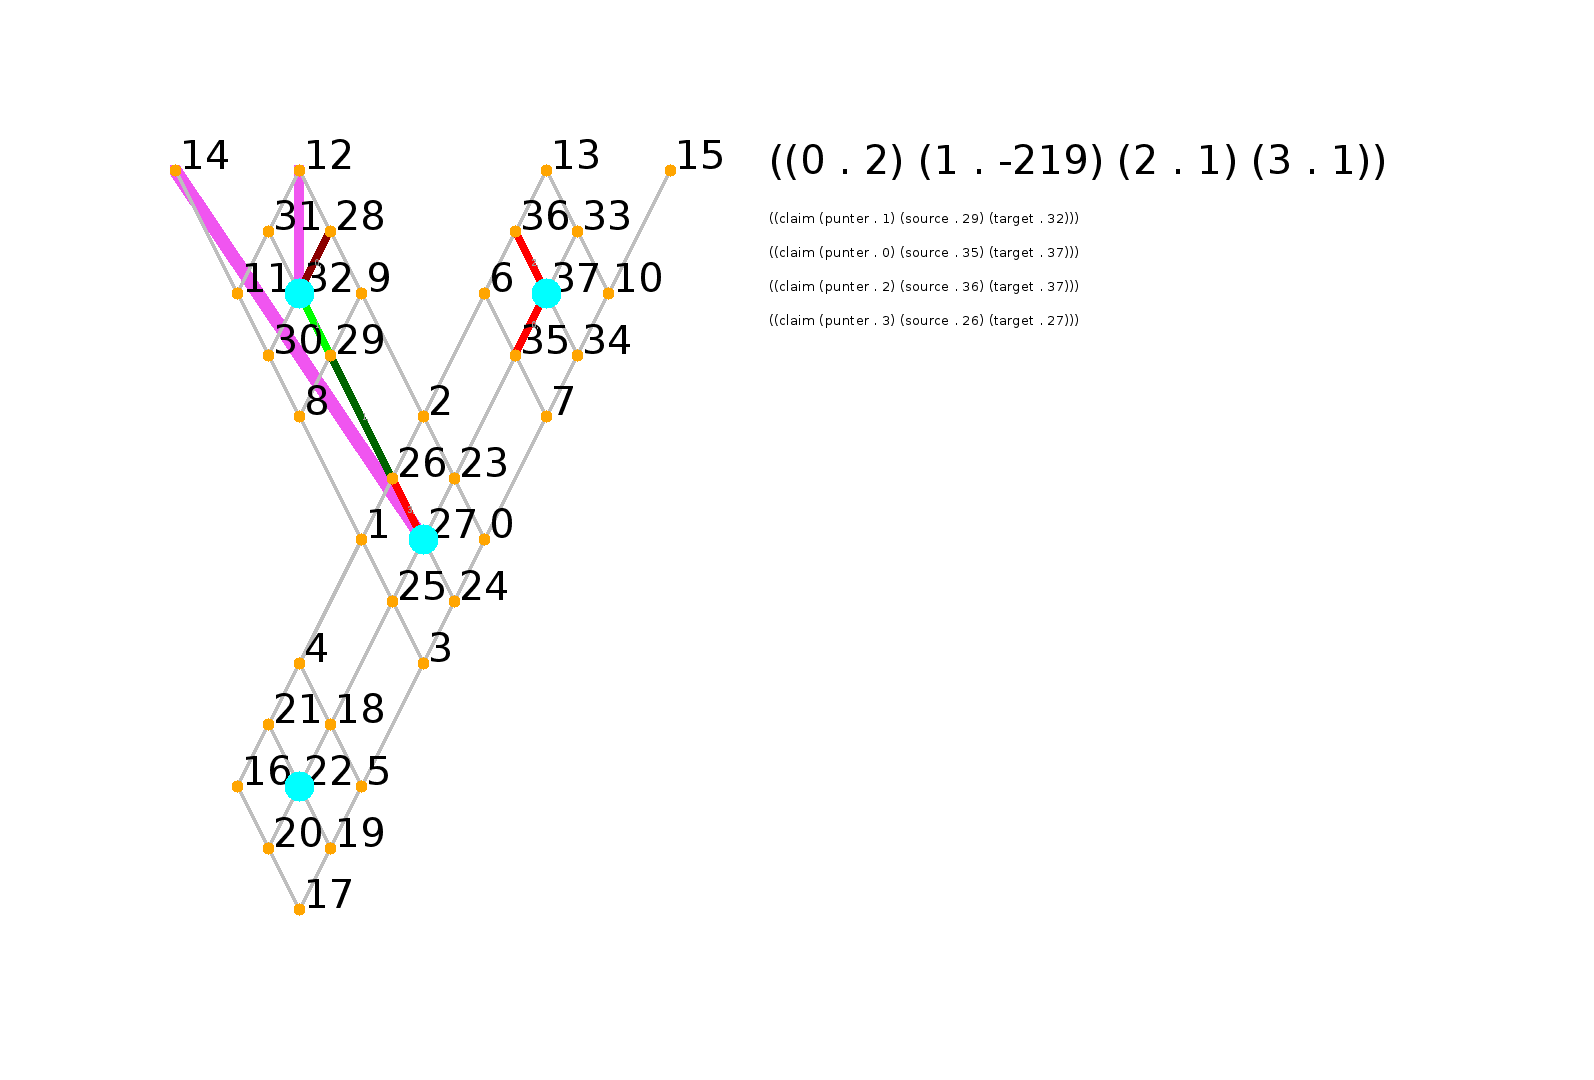 14 12 13 15 ((0 . 2) (1 . -219) (2 . 1) (3 . 1))
31 28 36 33 ((claim (punter . 1) (source . 29) (target . 32)))
((claim (punter . 0) (source . 35) (target . 37)))
11 32 9 6 37 10 ((claim (punter . 2) (source . 36) (target . 37)))
((claim (punter . 3) (source . 26) (target . 27)))
30 29 35 34
8 2 7
26 23
1 27 0
25 24
4 3
21 18
16 22 5
20 19
17